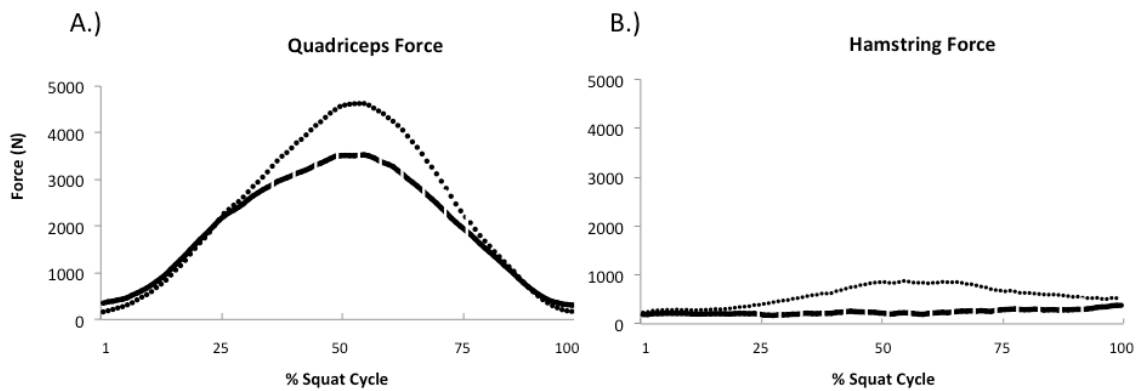 A.)
Quadriceps Force
Force (N)
5000
4000
3000
2000
1000
0
1 25 50 75 100
% Squat Cycle
B.)
Hamstring Force
5000
4000
3000
2000
1000
0
1 25 50 75 100
% Squat Cycle